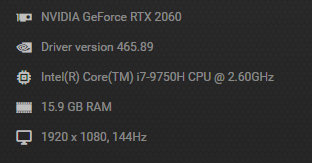 NVIDIA GeForce RTX 2060
Driver version 465.89
Intel(R) Core(TM) i7-9750H CPU @ 2.60GHz
15.9 GB RAM
1920 x 1080, 144Hz